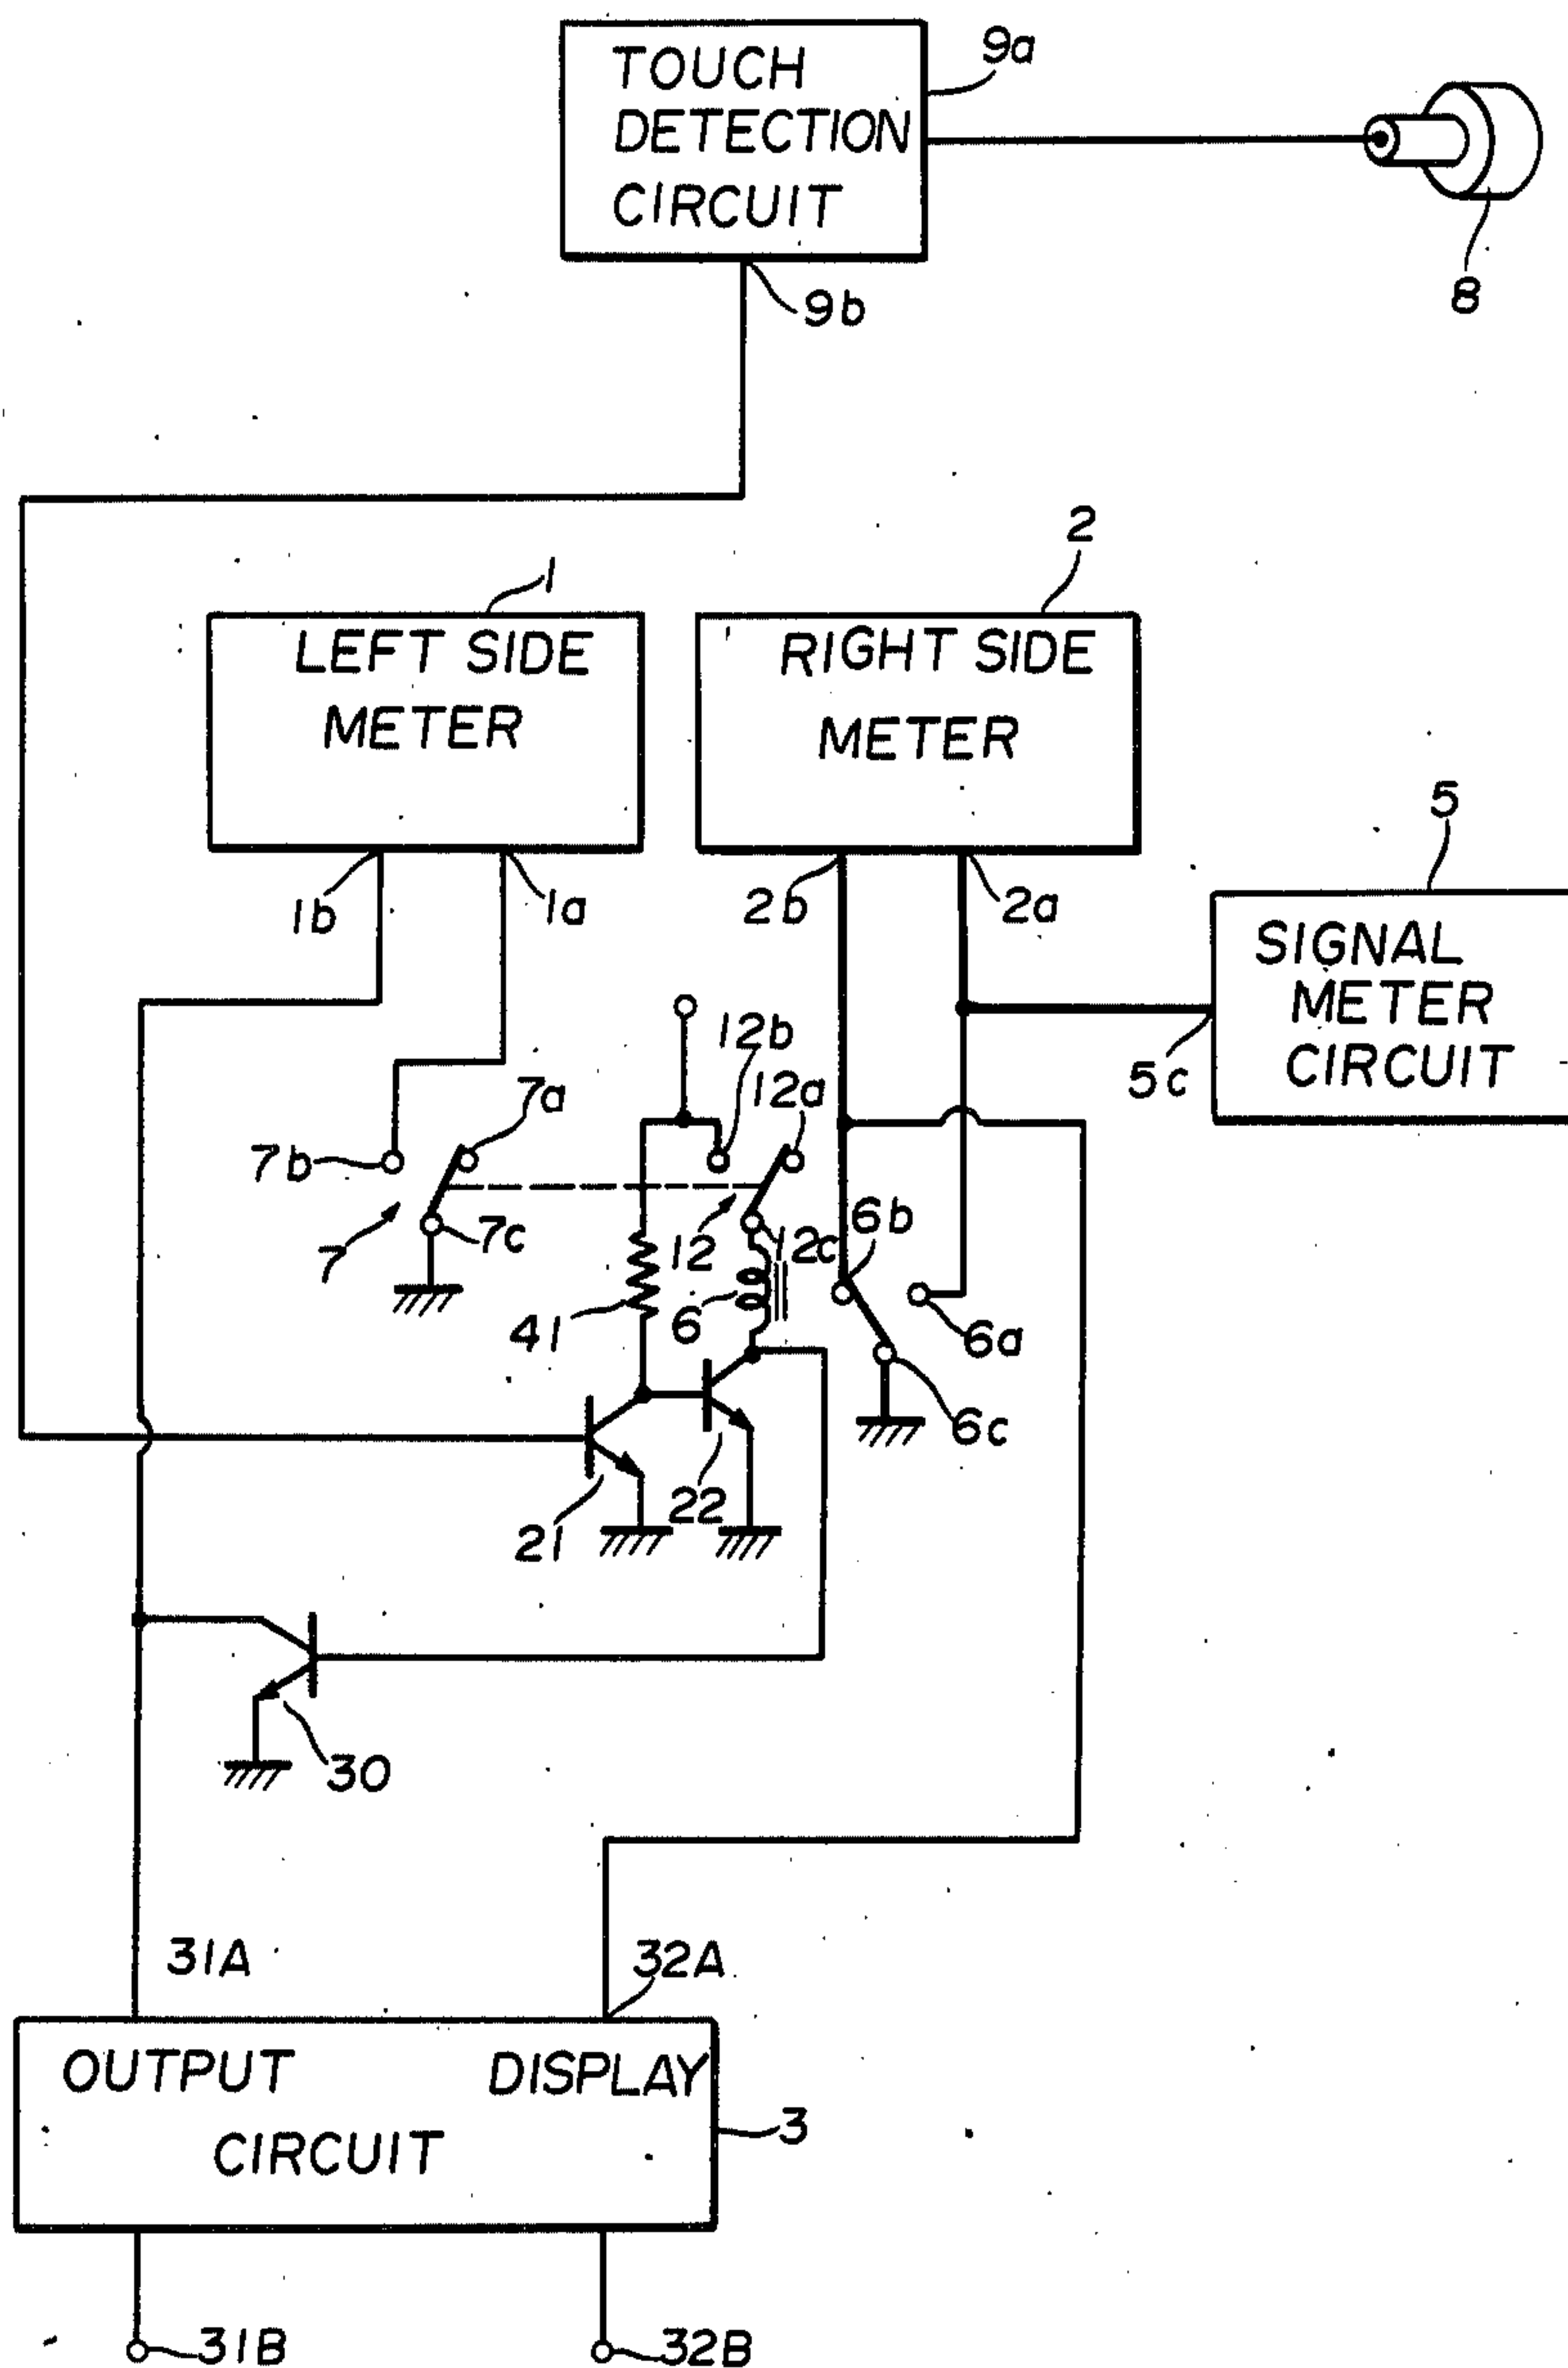 TOUCH
DETECTION
CIRCUIT
9a
9b
8
1
2
LEFT SIDE
METER
RIGHT SIDE
METER
5
1b
1a
2b
2a
SIGNAL
METER
CIRCUIT
5c
12b
12a
7a
7b
7
7c
12
12c
6b
41
6
6a
6c
21
22
30
31A
32A
OUTPUT DISPLAY
CIRCUIT
3
31B
32B